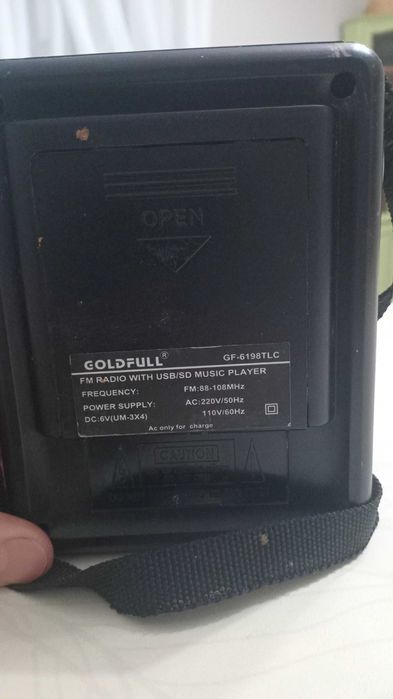 OPEN
GOLDFULL® GF-6198TLC
FM RADIO WITH USB/SD MUSIC PLAYER
FREQUENCY: FM:88-108MHz
POWER SUPPLY: AC:220V/50Hz
DC:6V(UM-3X4) 110V/60Hz
Ac only for charge
CAUTION